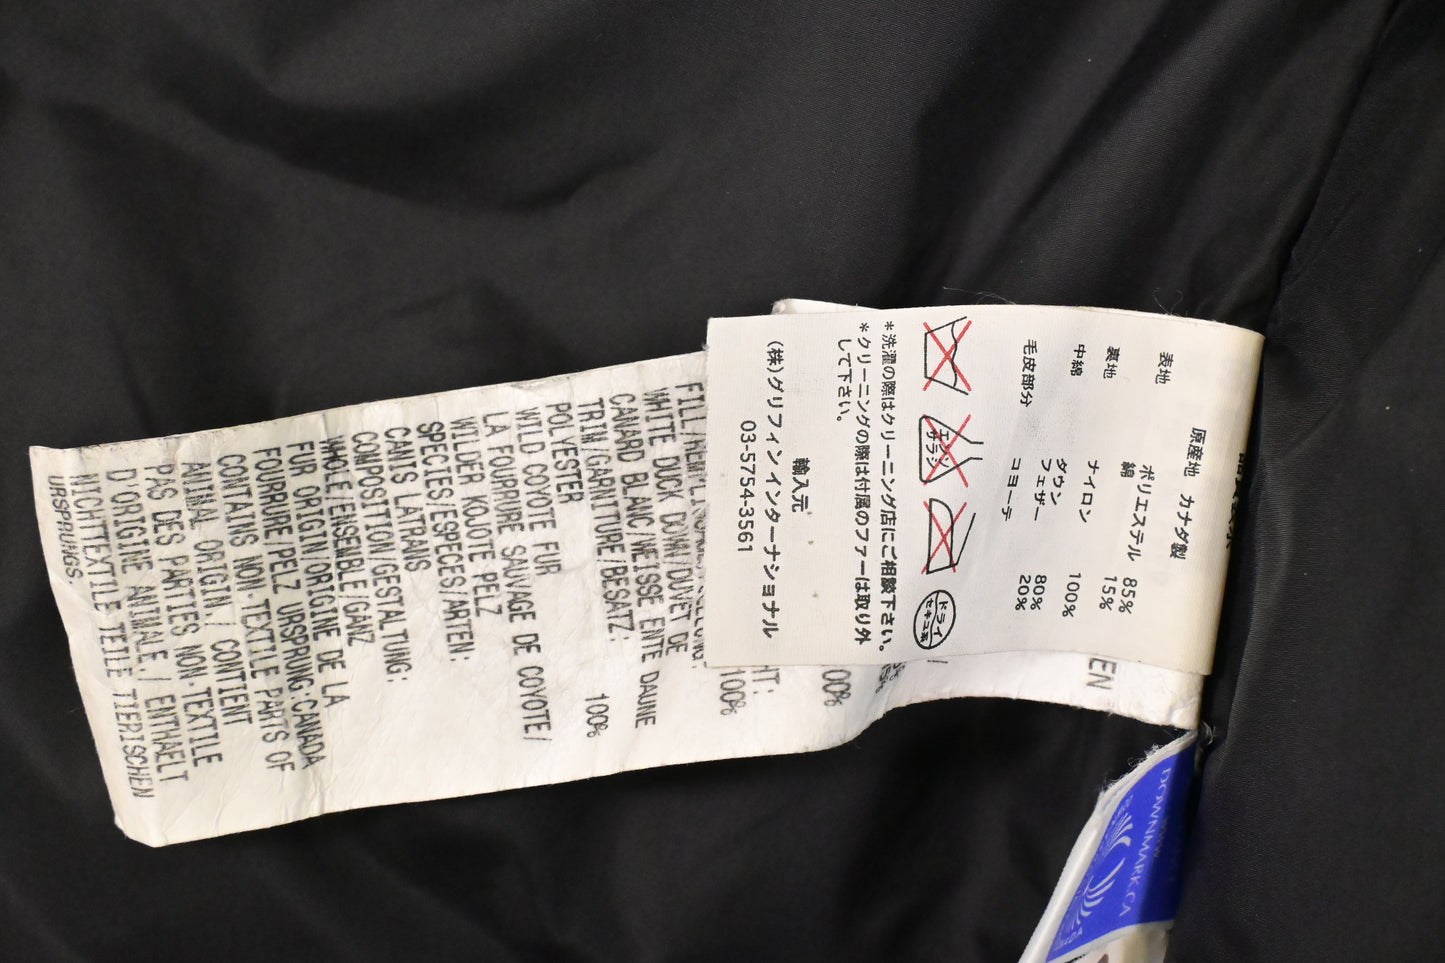 原産地 カナダ製
表地 ポリエステル 85%
綿 15%
裏地 ナイロン 100%
中綿 ダウン 80%
フェザー 20%
毛皮部分 コヨーテ
エンソ
サラシ
ドライ
セキユ系
*洗濯の際はクリーニング店にご相談下さい。
*クリーニングの際は付属のファーは取り外
して下さい。
輸入元
(株)グリフィンインターナショナル
03-5754-3561
WHITE DUCK DOWN/DUVET DE
CANARD BLANC/WEISSE ENTE DAUNE
TRIM/GARNITURE/BESATZ:
POLYESTER 100%
WILD COYOTE FUR
LA FOURRURE SAUVAGE DE COYOTE/
WILDER KOJOTE PELZ
SPECIES/ESPECES/ARTEN:
CANIS LATRANS
COMPOSITION/GESTALTUNG:
WHOLE/ENSEMBLE/GANZ
FUR ORIGIN/ORIGINE DE LA
FOURRURE PELZ URSPRUNG:CANADA
CONTAINS NON TEXTILE PARTS OF
ANIMAL ORIGIN/ CONTIENT
PAS DES PARTIES NON TEXTILE
D'ORIGINE ANIMALE./ ENTHAELT
NICHTTEXTILE TEILE TIERISCHEN
URSPRUNGS.
DOWNMARK.CA